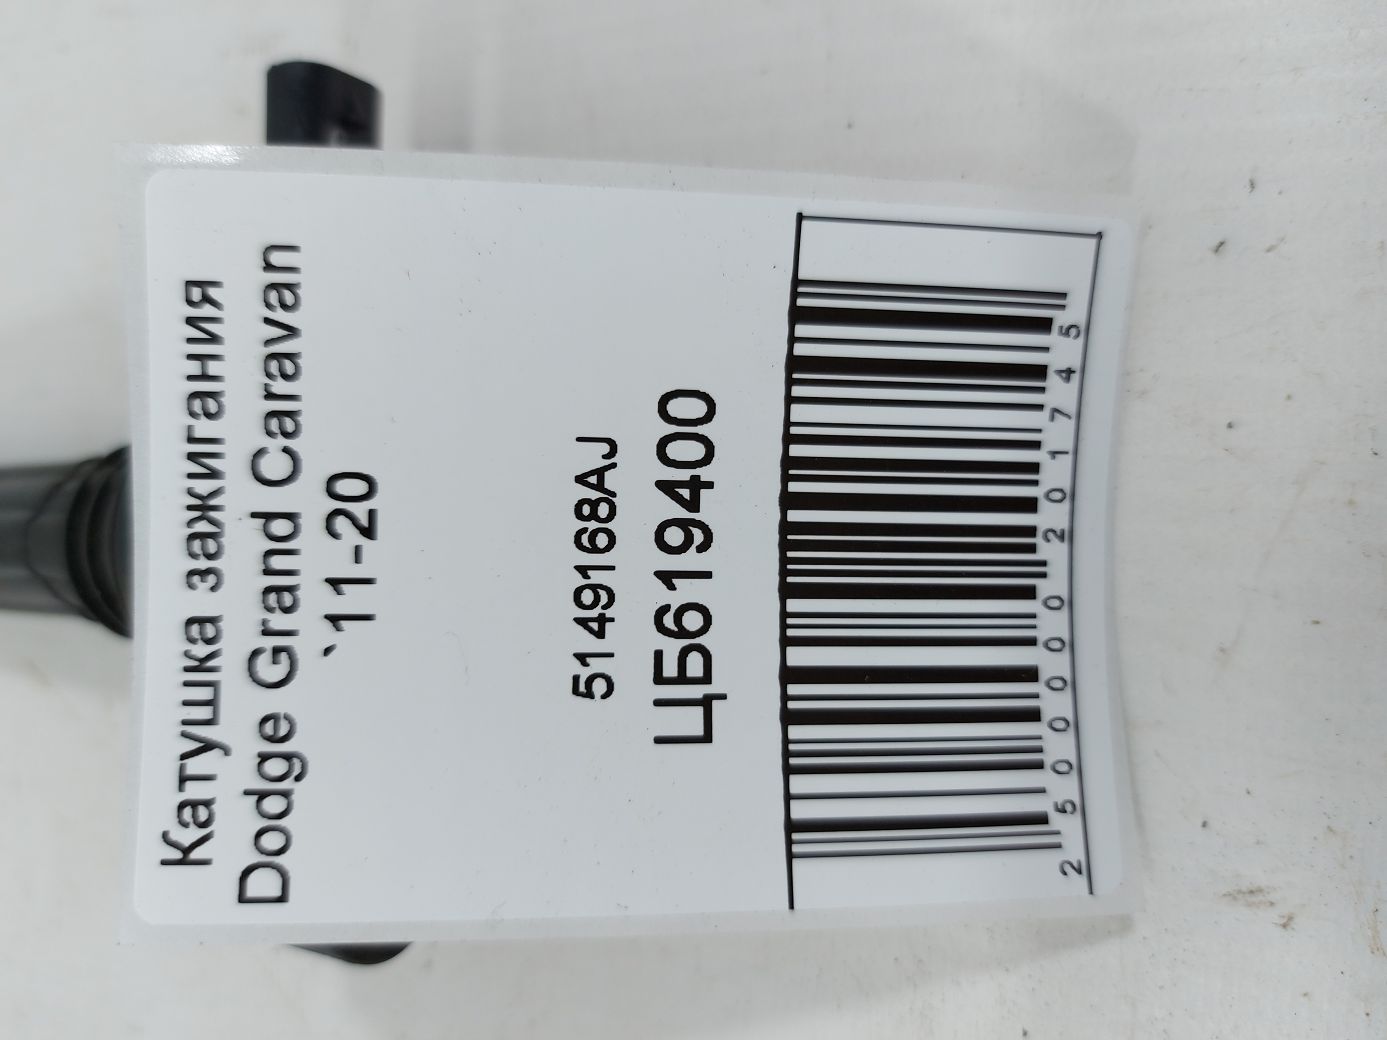 Катушка зажигания
Dodge Grand Caravan
`11-20
5149168AJ
ЦБ619400
2500000201745